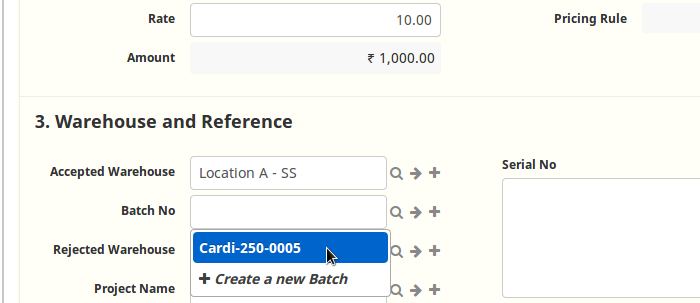 Rate 10.00 Pricing Rule
Amount ₹ 1,000.00
3. Warehouse and Reference
Accepted Warehouse Location A - SS Serial No
Batch No
Rejected Warehouse Cardi-250-0005
Create a new Batch
Project Name